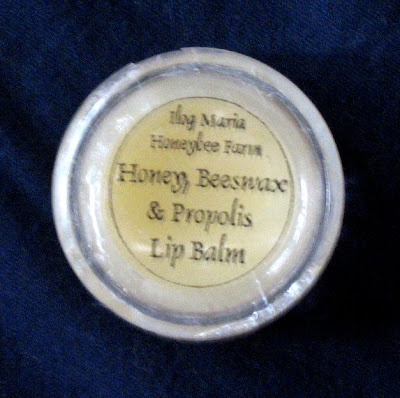 Ilog Maria
Honeybee Farm
Honey, Beeswax
& Propolis
Lip Balm